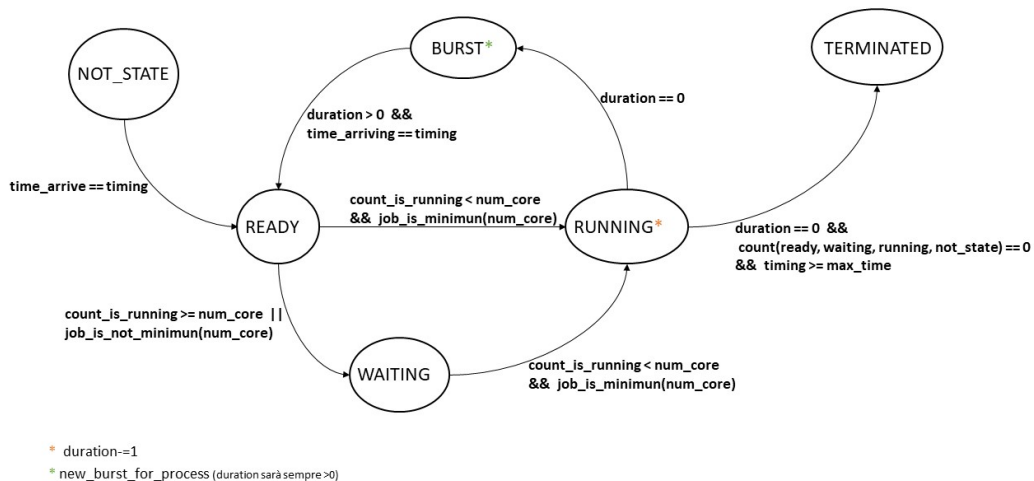 BURST*
TERMINATED
NOT_STATE
duration > 0 &&
time_arriving == timing
duration == 0
time_arrive == timing
count_is_running < num_core
&& job_is_minimun(num_core)
READY
RUNNING*
duration == 0 &&
count(ready, waiting, running, not_state) == 0
&& timing >= max_time
count_is_running >= num_core ||
job_is_not_minimun(num_core)
WAITING
count_is_running < num_core
&& job_is_minimun(num_core)
* duration-=1
* new_burst_for_process (duration sarà sempre >0)